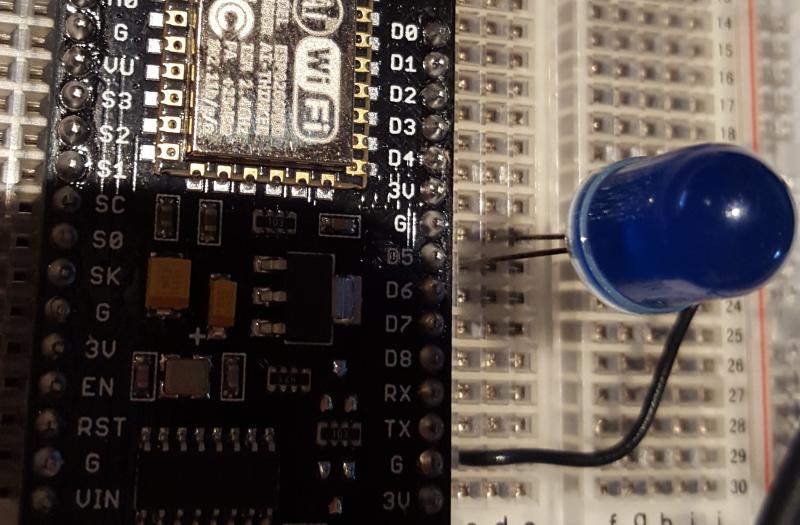 G
VU
S3
S2
S1
SC
S0
SK
G
3V
EN
RST
G
VIN
WiFi
D0
D1
D2
D3
D4
3V
G
D5
D6
D7
D8
RX
TX
G
3V
+
14
15
16
17
18
24
25
26
27
28
29
30